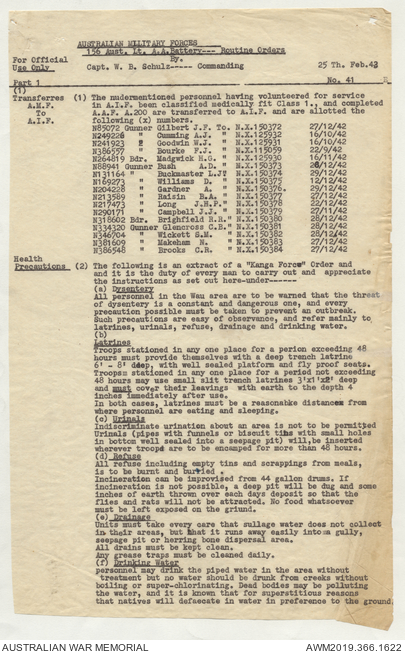 AUSTRALIAN MILITARY FORCES
156 Aust. Lt. A.A.Battery--- Routine Orders
By.
For Official
Use Only
Capt. W. B. Schulz----- Commanding 25 Th. Feb.43
Part 1 No. 41
(1)
Transferres (1) The nudermentioned personnel having volunteered for service
A.M.F. in A.I.F. been classified medically fit Class 1., and completed
To A.A.F. A.200 are transferred to A.I.F. and are allotted the
A.I.F. following (x) numbers.
N85072 Gunner Gilbert J.F. To. N.X.150372 27/12/42
N249226 " Cumming A.J. " N.X.125932 16/10/42
N241923 " Goodwin N.J. " N.X.125931 16/10/42
N386557 " Bourke F.J. " N.X.115059 22/9/42
N264819 Bdr. Madgwick H.G. " N.X.125930 16/11/42
N88941 Gunner Bush A.D. " N.X.150373 28/12/42
N131164 " Buckmaster L.J? " N.X.150374 29/12/42
N169273 " Williams D. " N.X.150375 14/12/42
N204228 " Gardner A. " N.X.150376. 29/12/42
N213589 " Raisin B.A. " N.X.150377 27/12/42
N217473 " Long J.H.P. " N.X.150378 22/12/42
N290171 " Campbell J.J. " N.X.150379 27/11/42
N318602 Bdr. Brighfield R.R. " N.X.150380 28/12/42
N334320 Gunner Glencross C.B. " N.X.150381 28/12/42
N346704 " Wickett S.M. " N.X.150382 28/12/42
N381609 " Makeham N. " N.X.150383 27/12/42
N386548 " Brooks C.R. " N.X.150384 27/12/42
Health
Precautions (2) The following is an extract of a "Kanga Force" Order and
and it is the duty of every man to carry out and appreciate
the instructions as set out here-under------
(a) Dysentery
All personnel in the Wau area are to be warned that the threat
of dysentery is a constant and dangerous one, and every
precaution possible must be taken to prevent an outbreak.
Such precautions are easy of observance, and refer mainly to
latrines, urinals, refuse, drainage and drinking water.
(b)
Latrines
Troops stationed in any one place for a perion exceeding 48
hours must provide themselves with a deep trench latrine
6' - 8' deep, with well sealed platform and fly proof seats.
Troops stationed in any one place for a period not exceeding
48 hours may use small slit trench latrines 3'x1'x2' deep
and must cover their leavings with earth to the depth 4
inches immediately after use.
In both cases, latrines must be a reasonable distance from
where personnel are eating and sleeping.
(c) Urinals
Indiscriminate urination about an area is not to be permitted
Urinals (pipes with funnels or biscuit tins with small holes
in bottom well sealed into a seepage pit) will,be inserted
wherever troops are to be encamped for more than 48 hours.
(d) Refuse
All refuse including empty tins and scrappings from meals,
is to be burnt and burried .
Incineration can be improvised from 44 gallon drums. If
incineration is not possible, a deep pit will be dug and some
inches of earth thrown over each days deposit so that the
flies and rats will not be attracted. No food whatsoever
must be left exposed on the griund.
(e) Drainage
Units must take every care that sullage water does not collect
in their areas, but that it runs away easily into a gully,
seepage pit or herring bone dispersal area.
All drains must be kept clean.
Any grease traps must be cleaned daily.
(f) Drinking Water
personnel may drink the piped water in the area without
treatment but no water should be drunk from creeks without
boiling or super-chlorinating. Dead bodies may be polluting
the water, and it is known that for superstitious reasons
that natives will defaecate in water in preference to the ground
AUSTRALIAN WAR MEMORIAL AWM2019.366.1622